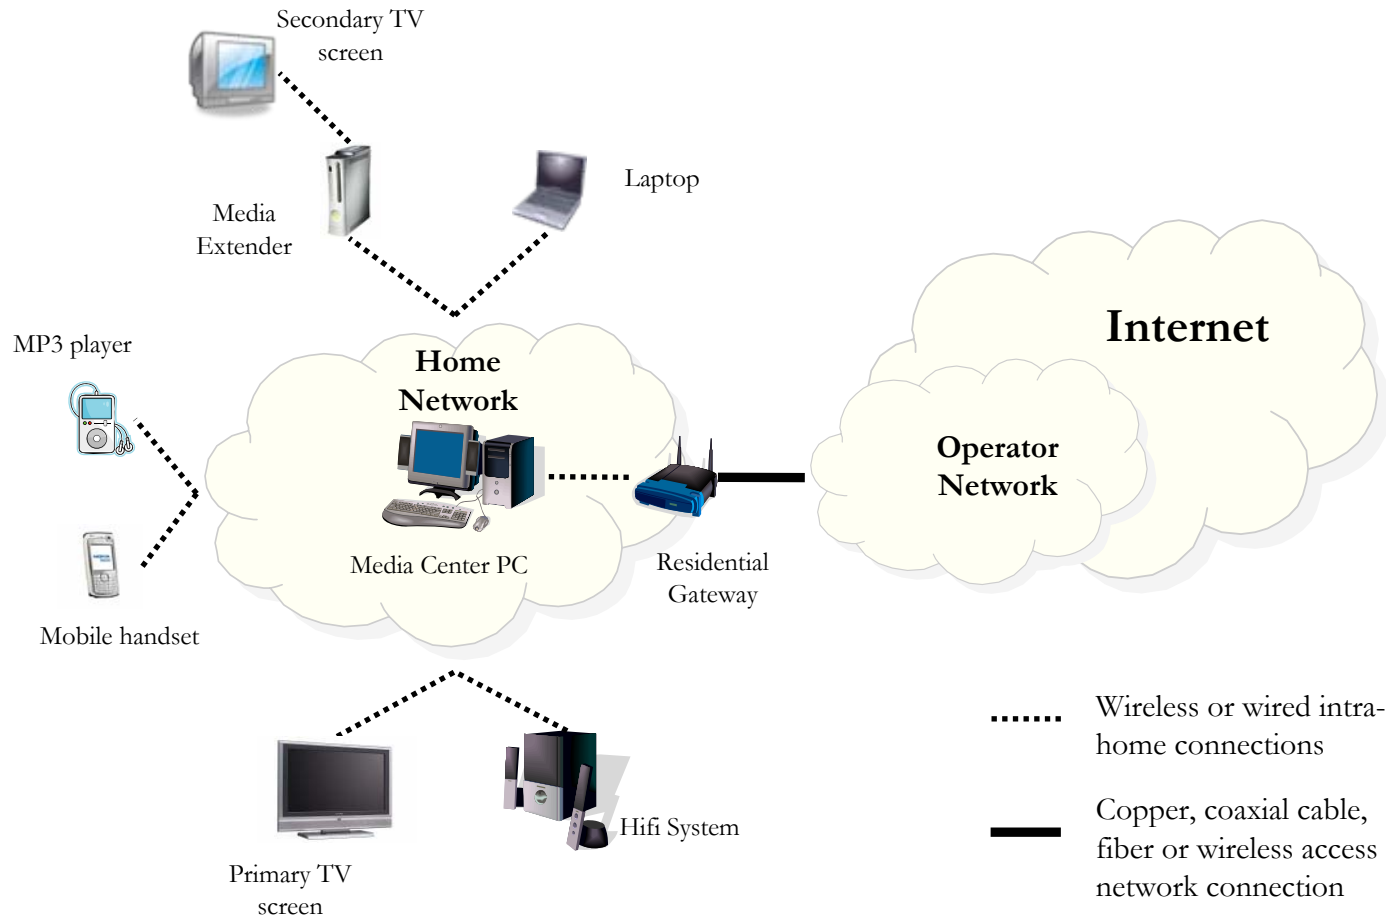 Secondary TV
screen
Laptop
Media
Extender
MP3 player
Home
Network
Internet
Operator
Network
Media Center PC
Residential
Gateway
Mobile handset
Wireless or wired intra-
home connections
Hifi System
Copper, coaxial cable,
fiber or wireless access
network connection
Primary TV
screen